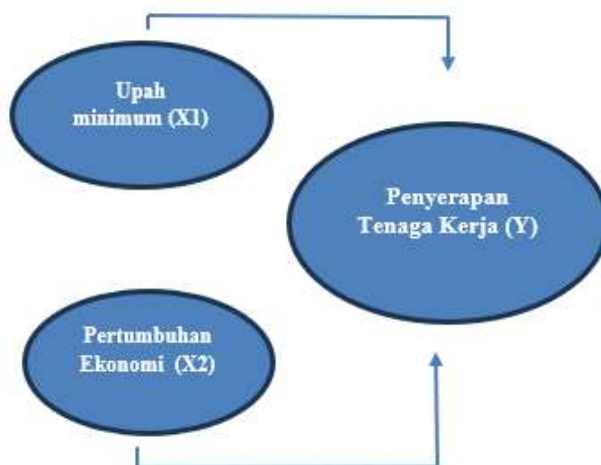 Upah
minimum (X1)
Penyerapan
Tenaga Kerja (Y)
Pertumbuhan
Ekonomi (X2)